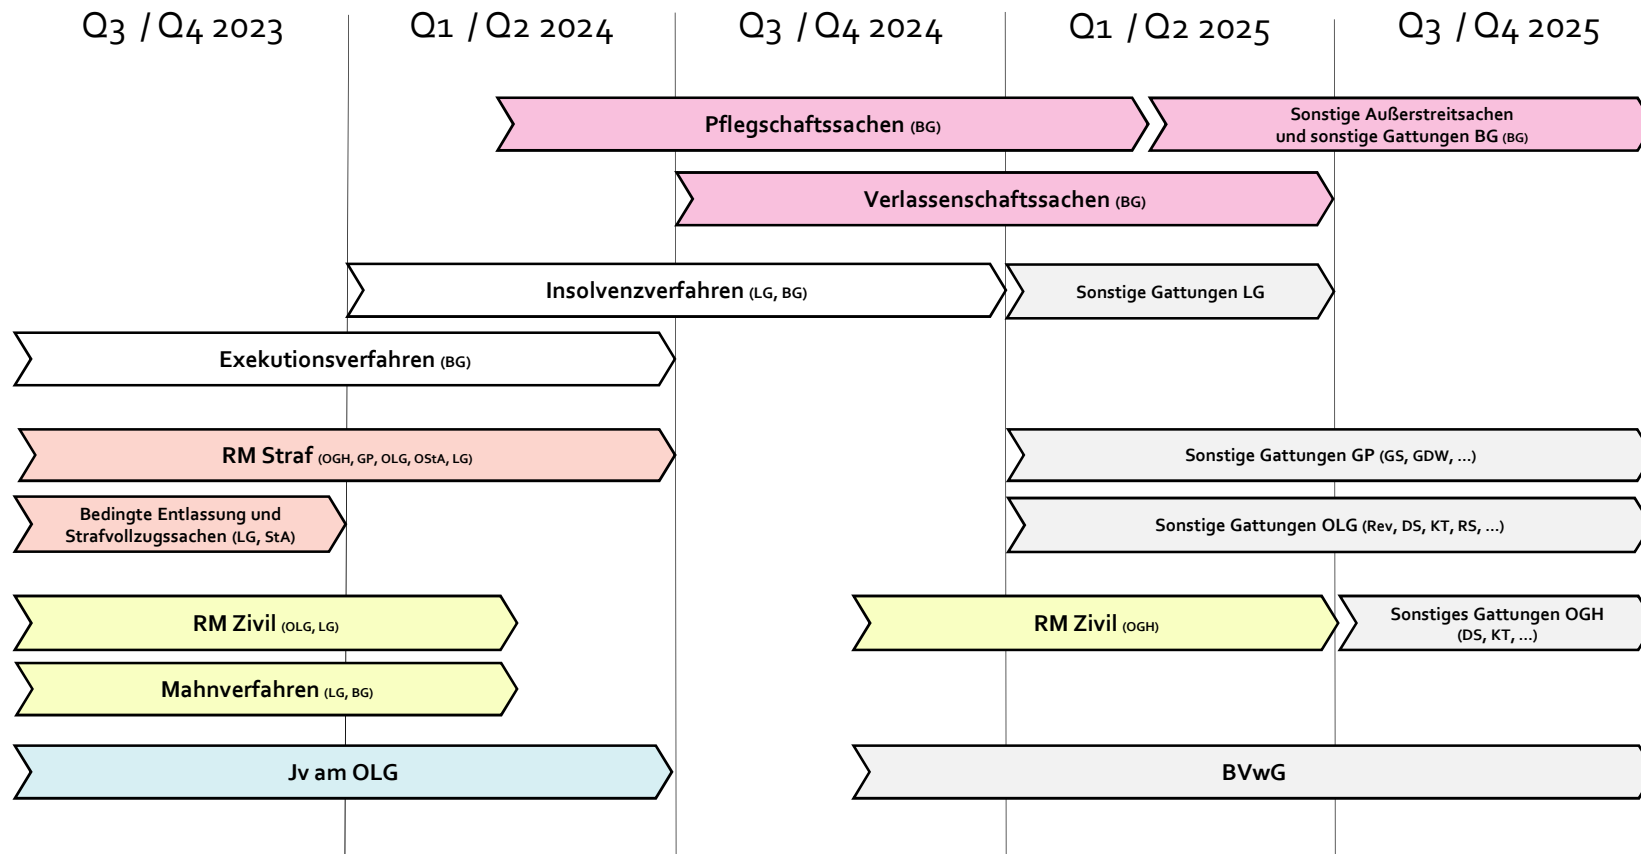 Q3 / Q4 2023
Q1 / Q2 2024
Q3 / Q4 2024
Q1 / Q2 2025
Q3 / Q4 2025
Pflegschaftssachen (BG)
Sonstige Außerstreitsachen
und sonstige Gattungen BG (BG)
Verlassenschaftssachen (BG)
Insolvenzverfahren (LG, BG)
Sonstige Gattungen LG
Exekutionsverfahren (BG)
RM Straf (OGH, GP, OLG, OStA, LG)
Sonstige Gattungen GP (GS, GDW, ...)
Bedingte Entlassung und
Strafvollzugssachen (LG, StA)
Sonstige Gattungen OLG (Rev, DS, KT, RS, ...)
RM Zivil (OLG, LG)
RM Zivil (OGH)
Sonstiges Gattungen OGH
(DS, KT, ...)
Mahnverfahren (LG, BG)
Jv am OLG
BVwG